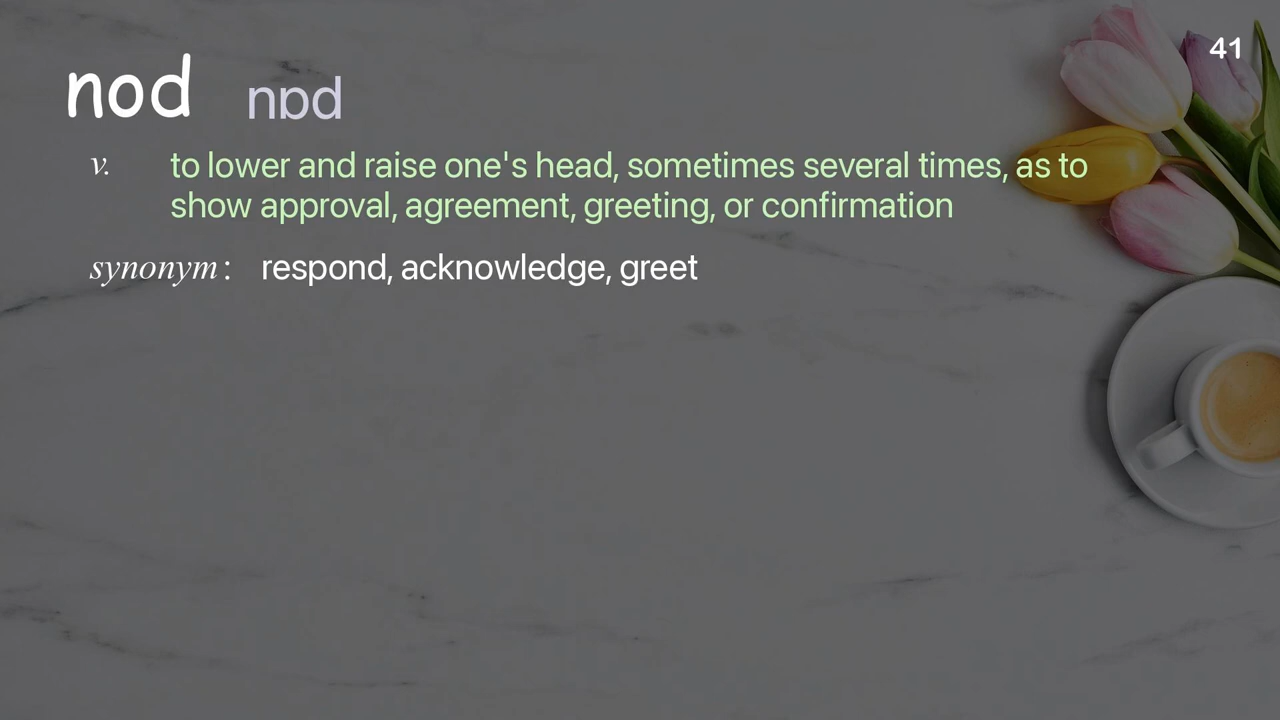 41
nod nɒd
v. to lower and raise one's head, sometimes several times, as to
show approval, agreement, greeting, or confirmation
synonym : respond, acknowledge, greet